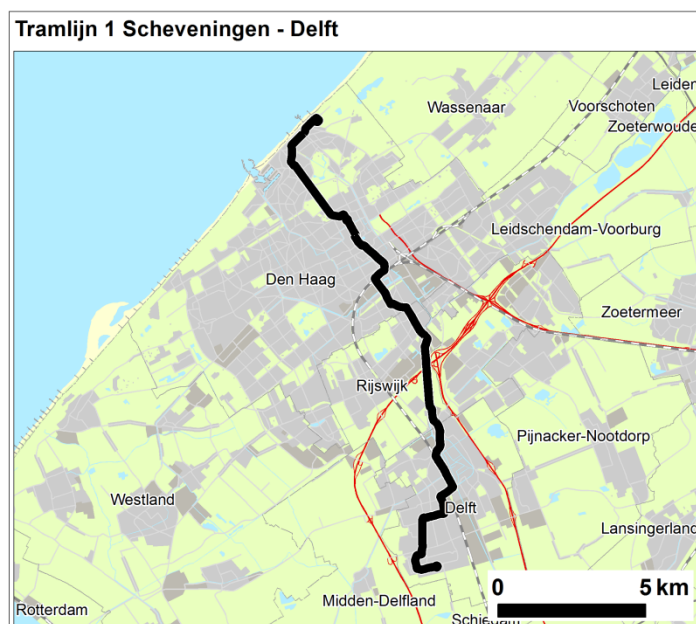 Tramlijn 1 Scheveningen - Delft
Leiden
Wassenaar
Voorschoten
Zoeterwoude
Leidschendam-Voorburg
Den Haag
Zoetermeer
Rijswijk
Pijnacker-Nootdorp
Westland
Delft
Lansingerland
0 5 km
Midden-Delfland
Rotterdam
Schiedam